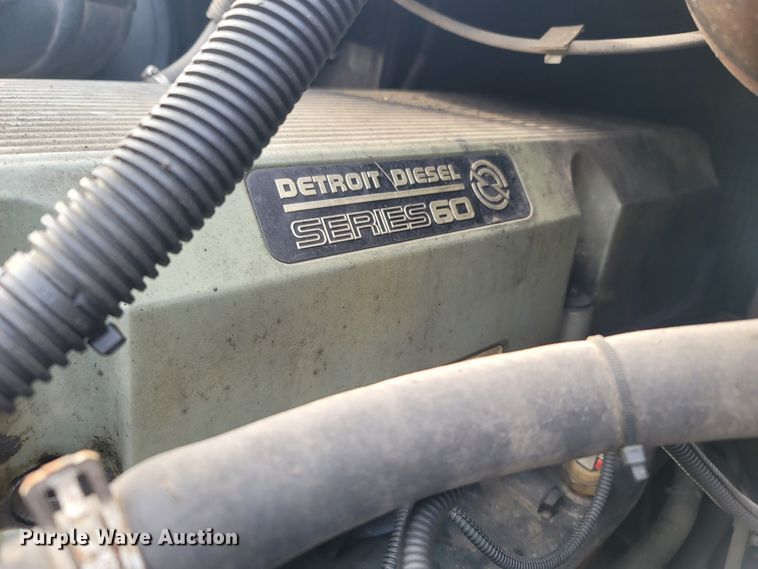 DETROIT DIESEL
SERIES 60
Purple Wave Auction